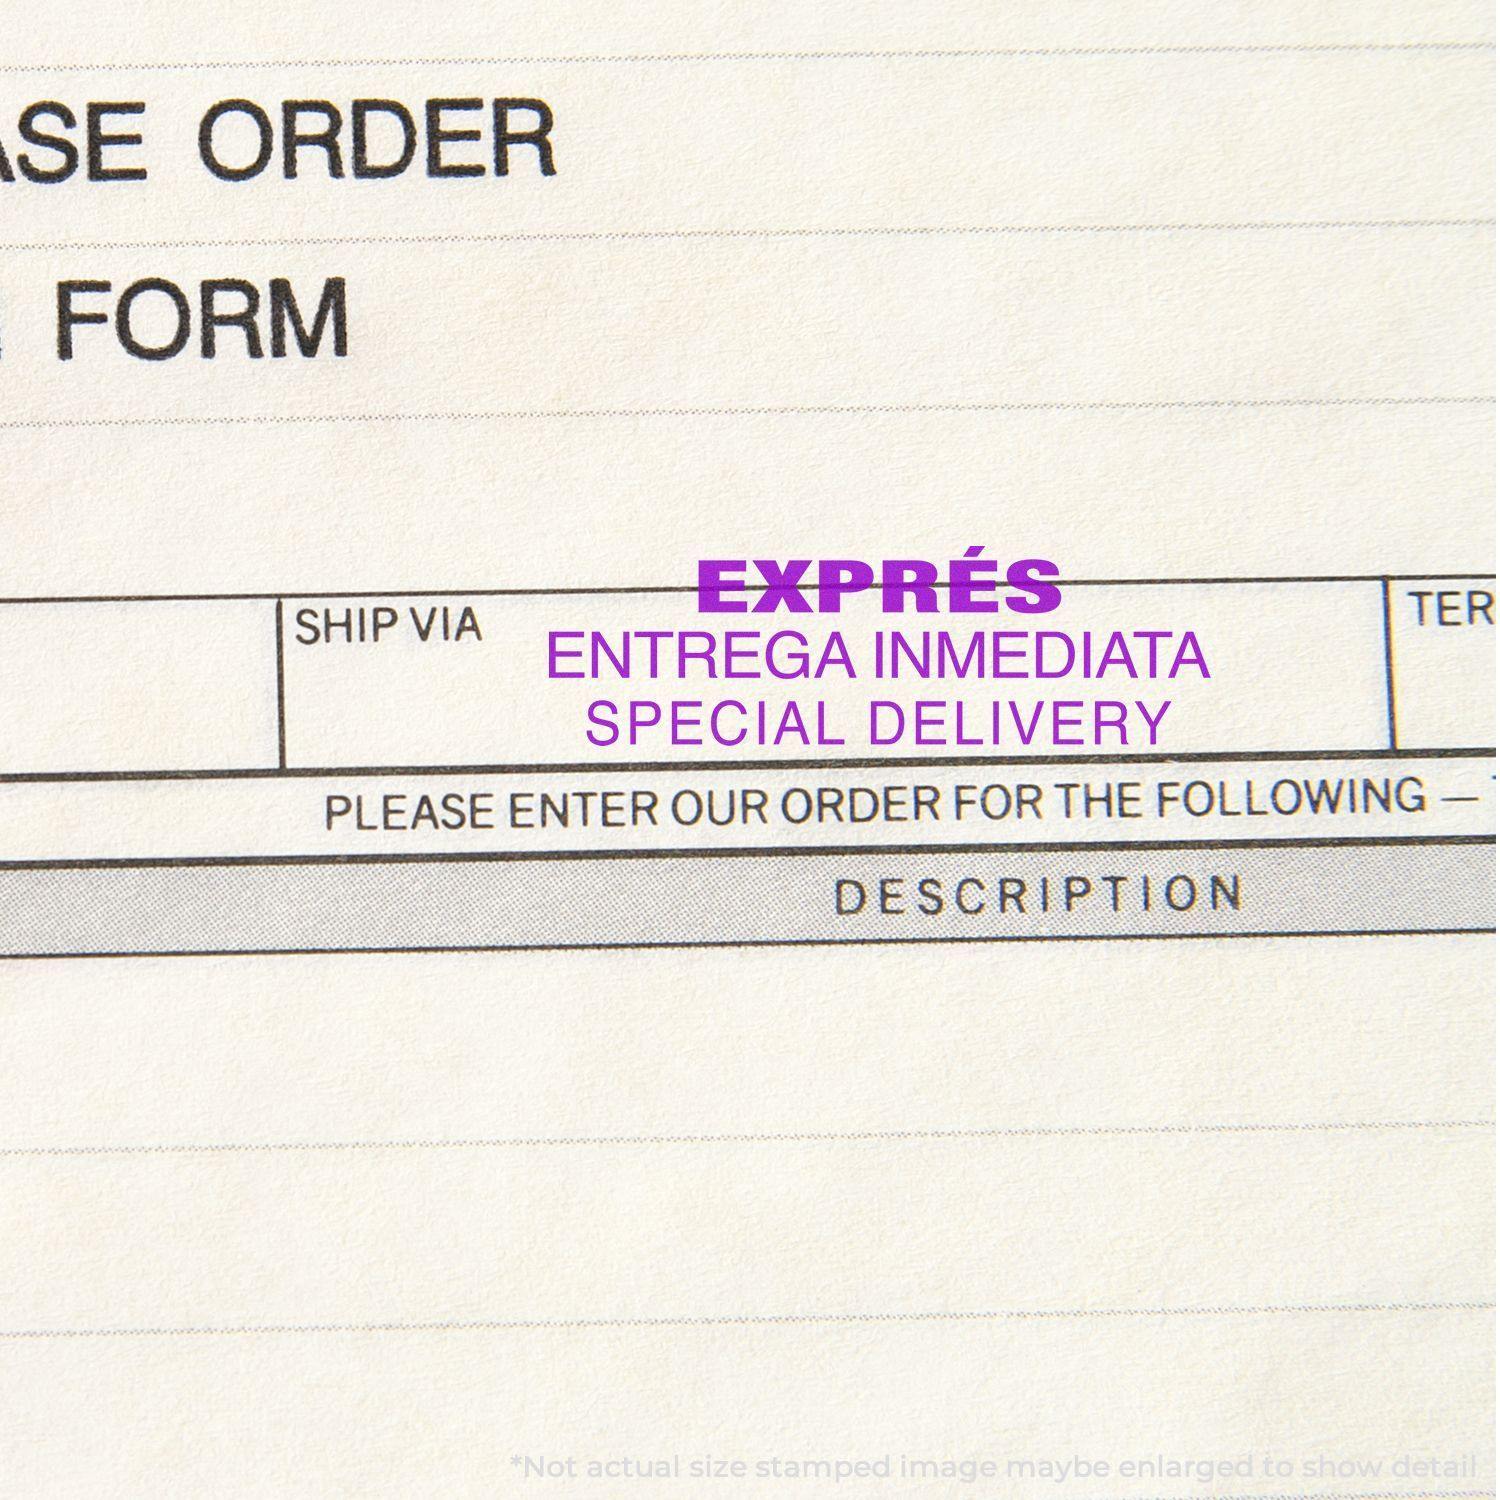 ASE ORDER
FORM
EXPRÉS
SHIP VIA
TER
ENTREGA INMEDIATA
SPECIAL DELIVERY
PLEASE ENTER OUR ORDER FOR THE FOLLOWING —
DESCRIPTION
*Not actual size stamped image maybe enlarged to show detail